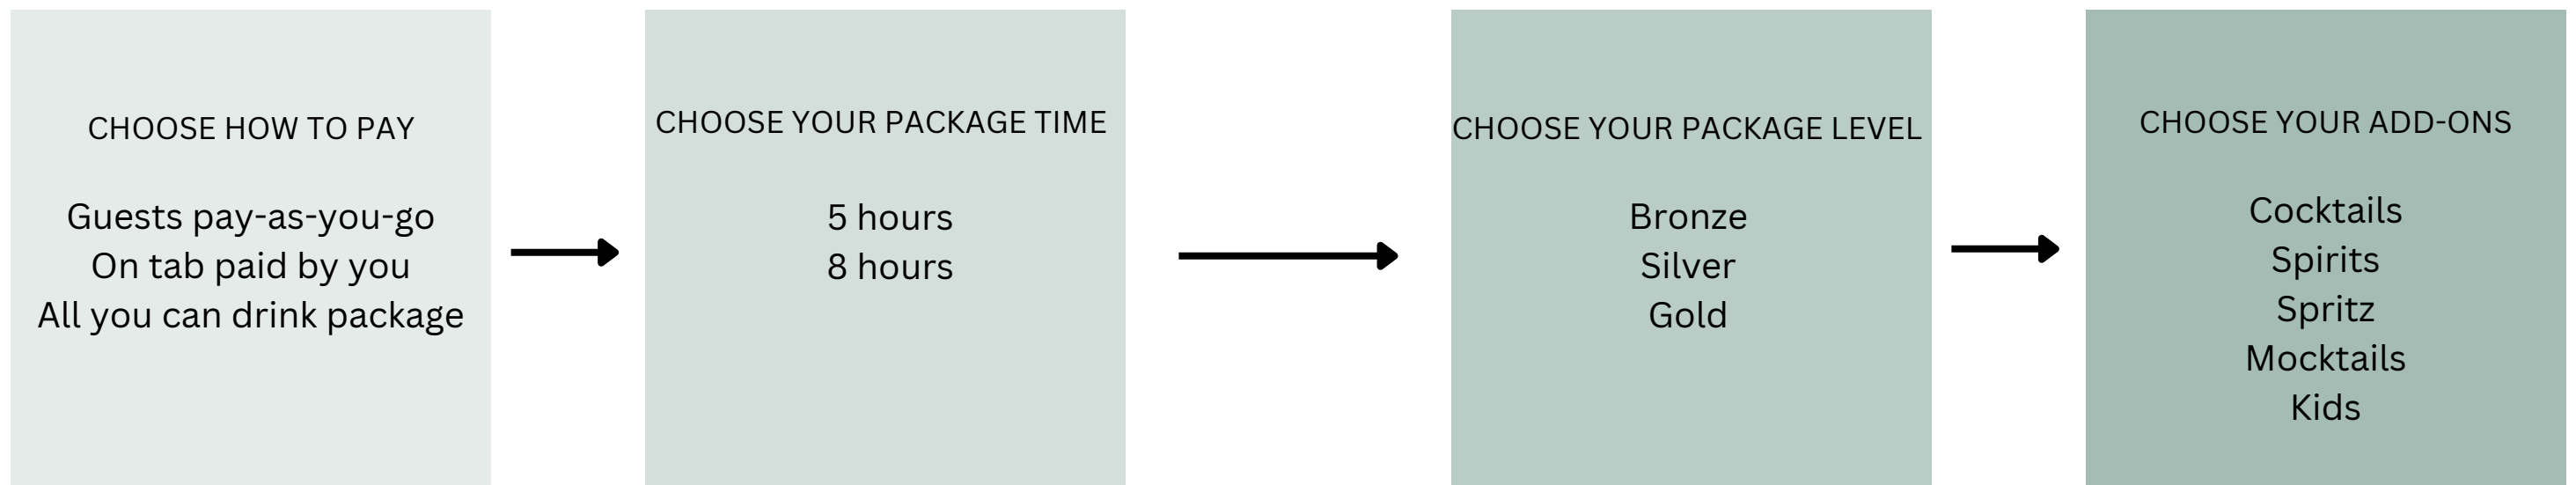 CHOOSE HOW TO PAY
Guests pay-as-you-go
On tab paid by you
All you can drink package
CHOOSE YOUR PACKAGE TIME
5 hours
8 hours
CHOOSE YOUR PACKAGE LEVEL
Bronze
Silver
Gold
CHOOSE YOUR ADD-ONS
Cocktails
Spirits
Spritz
Mocktails
Kids